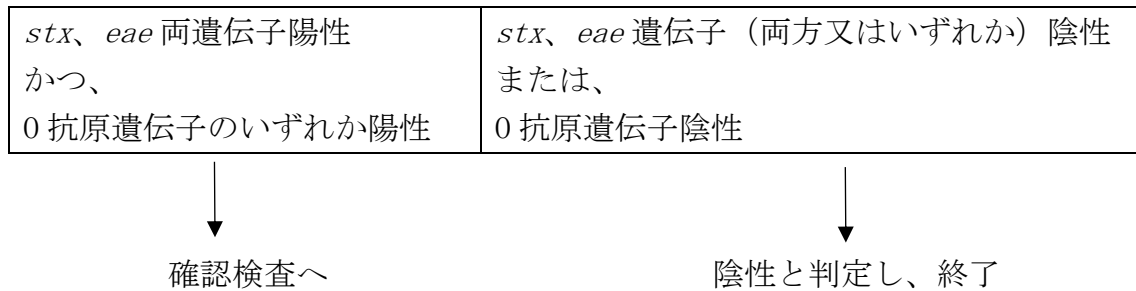 stx、eae 両遺伝子陽性
かつ、
O 抗原遺伝子のいずれか陽性
stx、eae 遺伝子（両方又はいずれか）陰性
または、
O 抗原遺伝子陰性
確認検査へ
陰性と判定し、終了